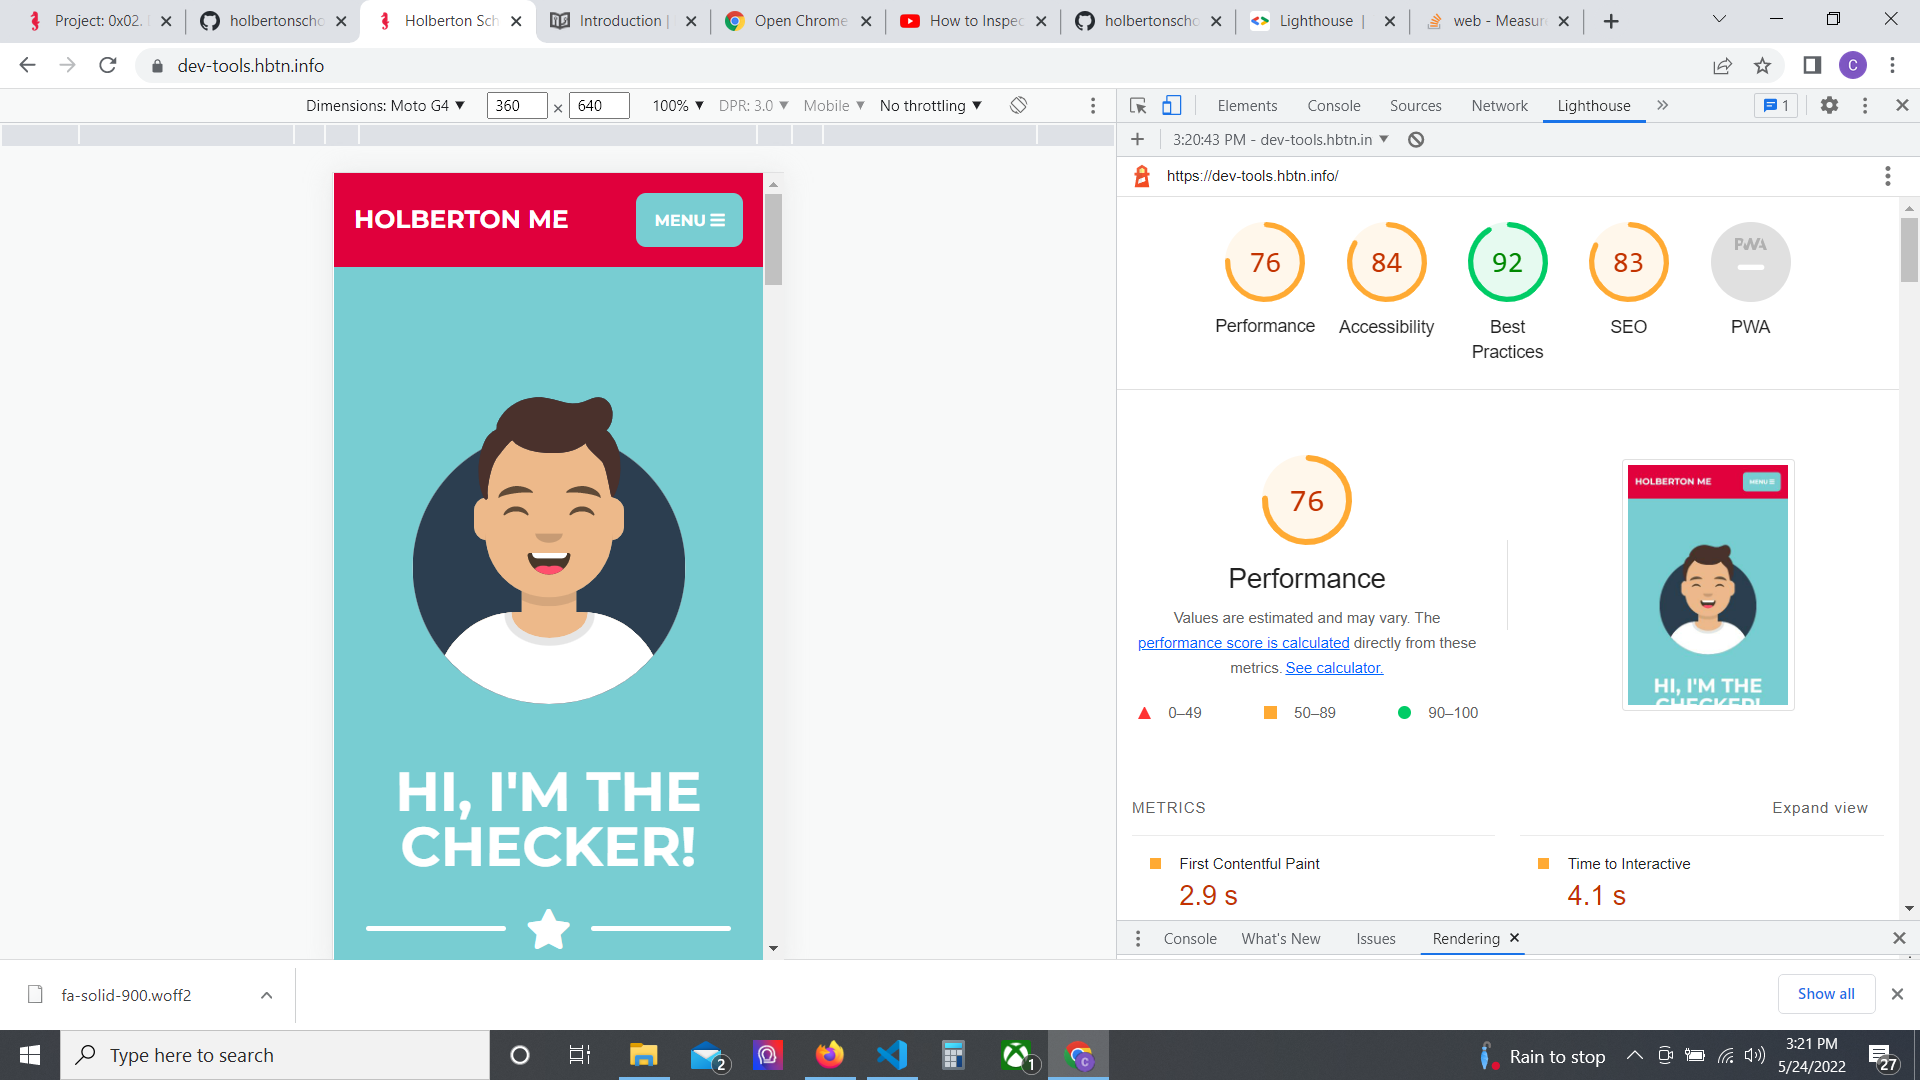 Project: 0x02.
holbertonscho
Holberton Sch
Introduction |
Open Chrome
How to Inspec
holbertonscho
Lighthouse |
web - Measur
dev-tools.hbtn.info
C
Dimensions: Moto G4 360 × 640 100% DPR: 3.0 Mobile No throttling
Elements Console Sources Network Lighthouse 1
3:20:43 PM - dev-tools.hbtn.in
https://dev-tools.hbtn.info/
HOLBERTON ME
MENU
HI, I'M THE
CHECKER!
76 84 92 83 PWA
Performance Accessibility Best Practices SEO PWA
76
Performance
Values are estimated and may vary. The
performance score is calculated directly from these
metrics. See calculator.
0–49 50–89 90–100
HOLBERTON ME
MENU
HI, I'M THE
CHECKER!
METRICS Expand view
First Contentful Paint
2.9 s
Time to Interactive
4.1 s
Console What's New Issues Rendering
fa-solid-900.woff2
Show all
Type here to search
2
1
C
Rain to stop
3:21 PM
5/24/2022
27